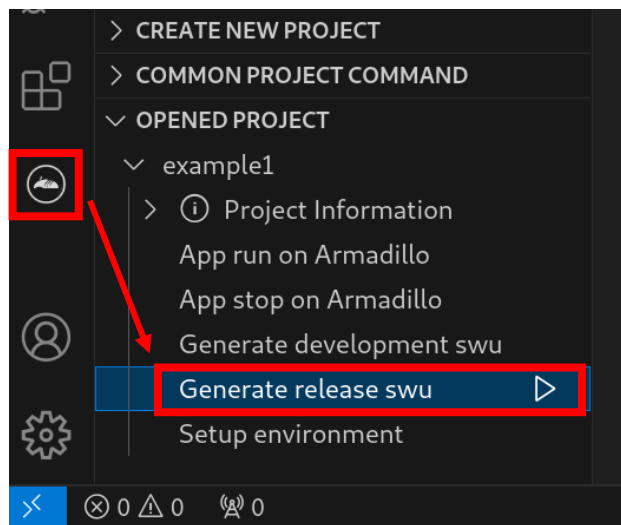 CREATE NEW PROJECT
COMMON PROJECT COMMAND
OPENED PROJECT
example1
Project Information
App run on Armadillo
App stop on Armadillo
Generate development swu
Generate release swu
Setup environment
0 0 0